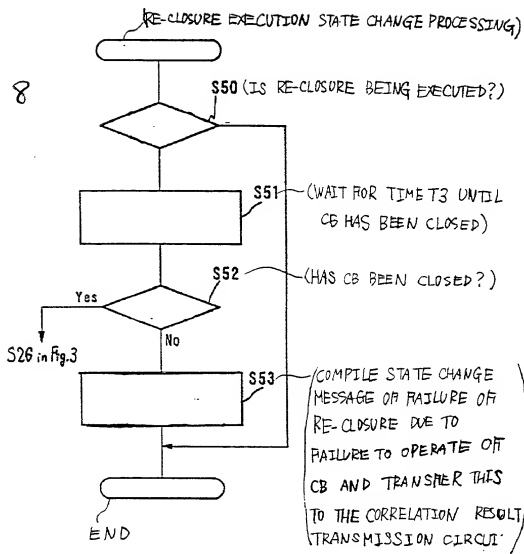 RE-CLOSURE EXECUTION STATE CHANGE PROCESSING)
8
S50 (IS RE-CLOSURE BEING EXECUTED?)
S51 (WAIT FOR TIME T3 UNTIL
CB HAS BEEN CLOSED)
S52 (HAS CB BEEN CLOSED?)
Yes
No
S26 in Fig.3
S53 COMPILE STATE CHANGE
MESSAGE OF FAILURE OF
RE-CLOSURE DUE TO
FAILURE TO OPERATE OF
CB AND TRANSFER THIS
TO THE CORRELATION RESULT
TRANSMISSION CIRCUI
END